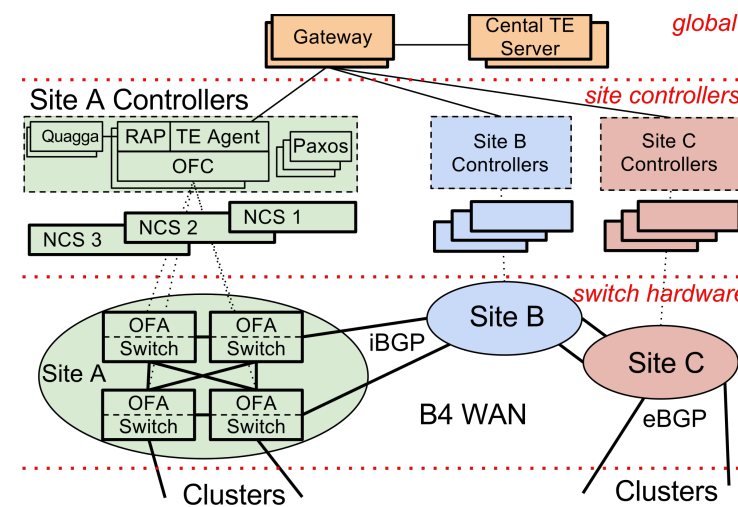 global
Gateway
Cental TE
Server
site controllers
Site A Controllers
Quagga
RAP
TE Agent
OFC
Paxos
Site B
Controllers
Site C
Controllers
NCS 1
NCS 2
NCS 3
switch hardware
OFA
Switch
OFA
Switch
Site A
OFA
Switch
OFA
Switch
iBGP
Site B
Site C
B4 WAN
eBGP
Clusters
Clusters